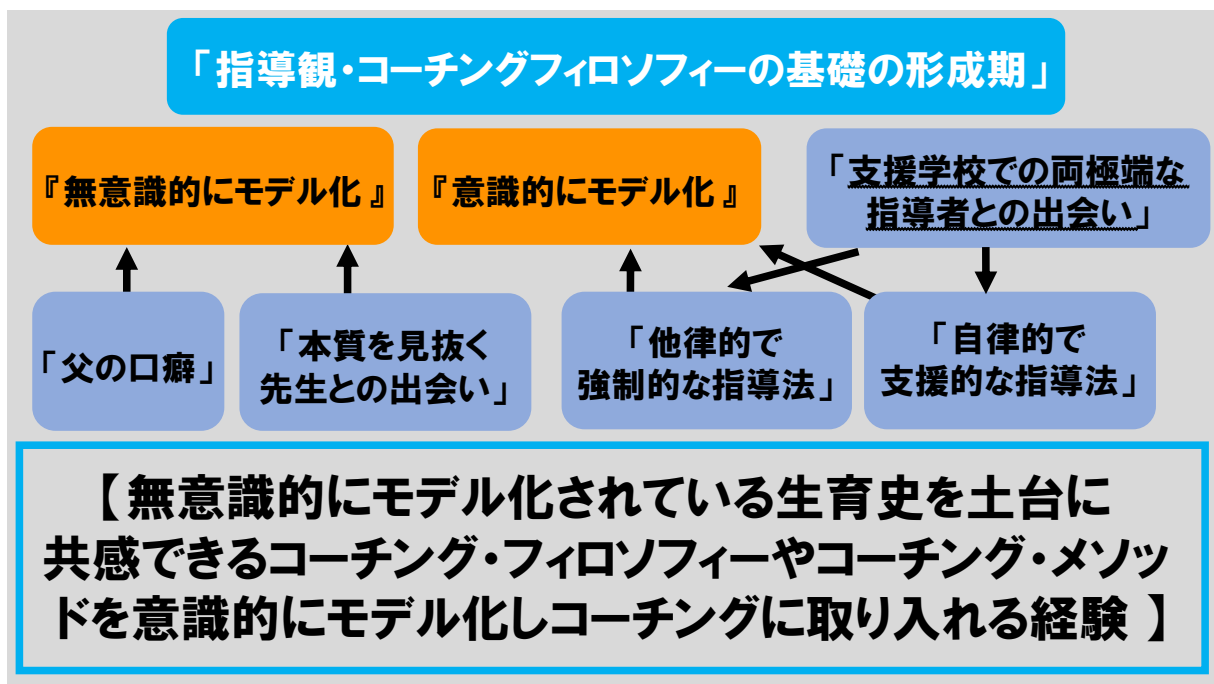 「指導観・コーチングフィロソフィーの基礎の形成期」
『無意識的にモデル化 』
『意識的にモデル化 』
「支援学校での両極端な
指導者との出会い」
「父の口癖」
「本質を見抜く
先生との出会い」
「他律的で
強制的な指導法」
「自律的で
支援的な指導法」
【 無意識的にモデル化されている生育史を土台に
共感できるコーチング・フィロソフィーやコーチング・メソッ
ドを意識的にモデル化しコーチングに取り入れる経験 】